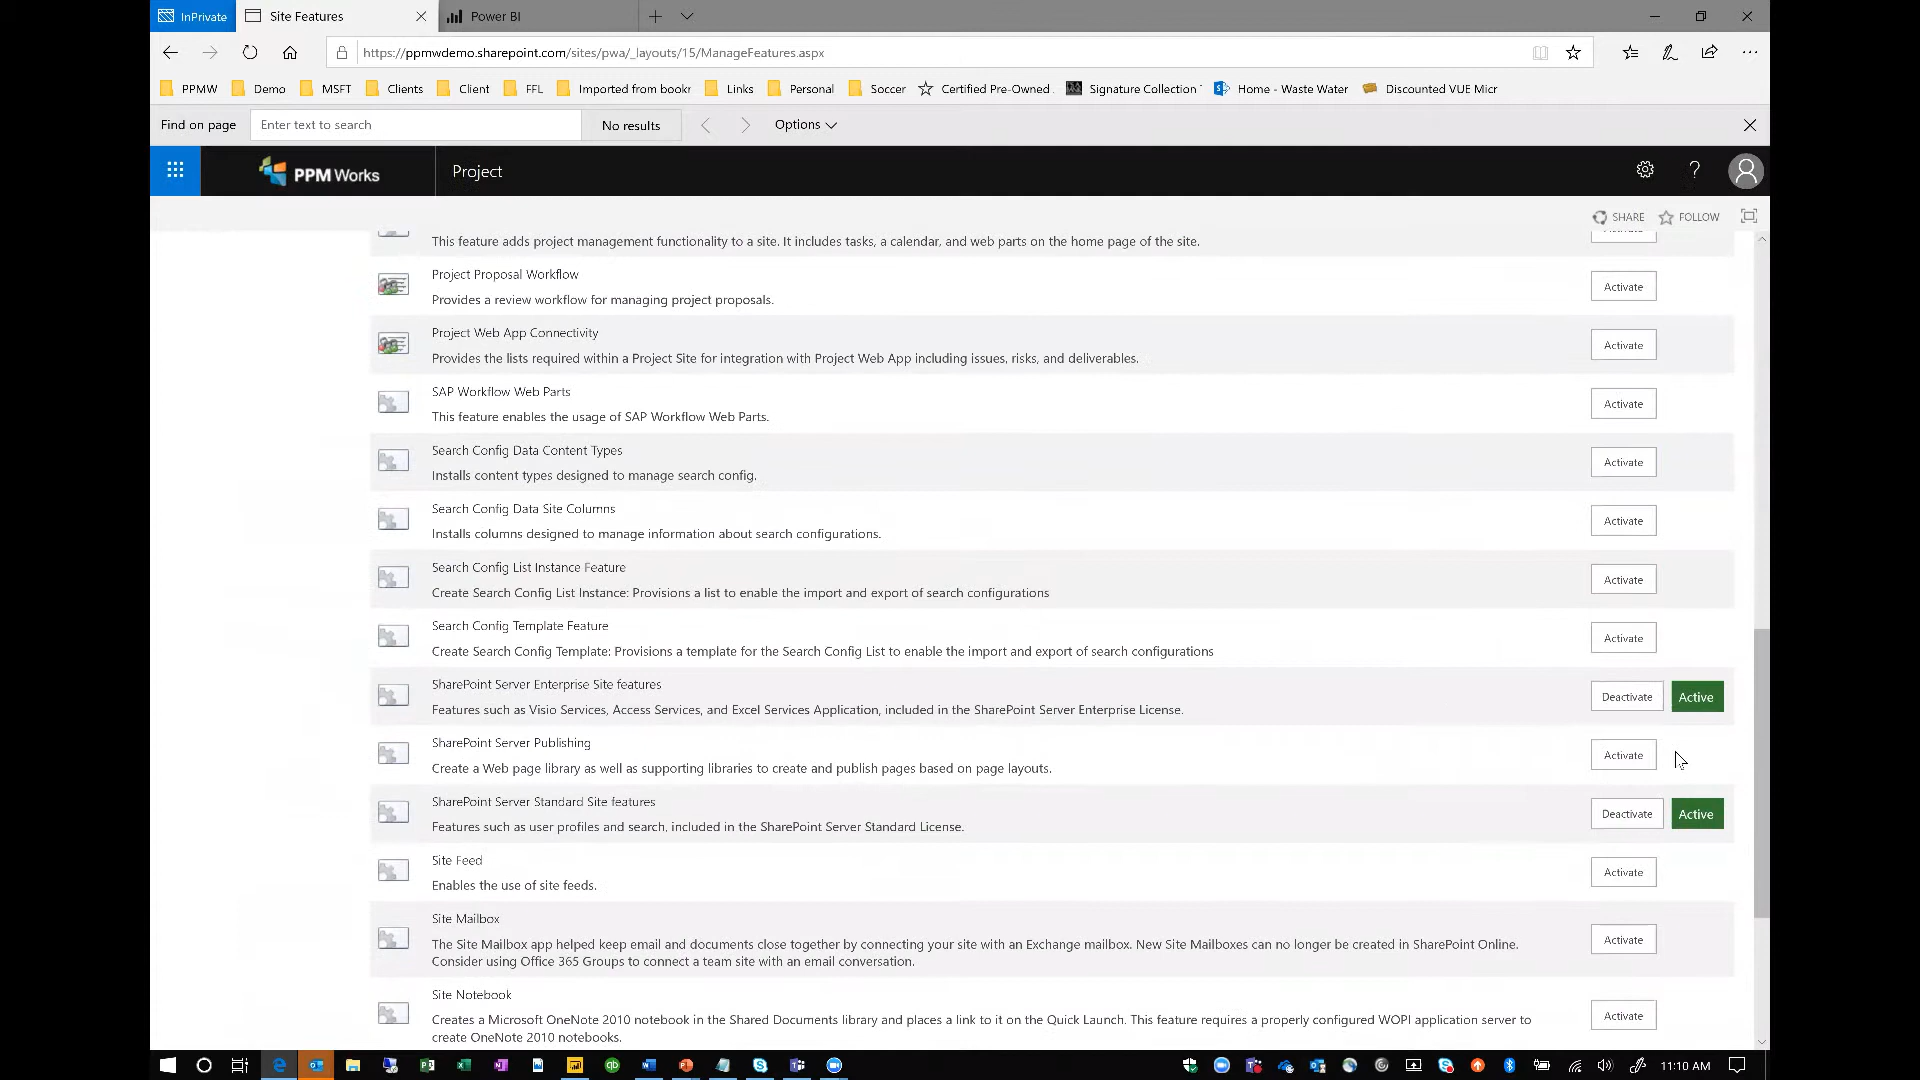 InPrivate
Site Features
Power BI
https://ppmwdemo.sharepoint.com/sites/pwa/_layouts/15/ManageFeatures.aspx
PPMW
Demo
MSFT
Clients
Client
FFL
Imported from bookr
Links
Personal
Soccer
Certified Pre-Owned
Signature Collection
Home - Waste Water
Discounted VUE Micr
Find on page
Enter text to search
No results
Options
PPM Works
Project
?
SHARE
FOLLOW
This feature adds project management functionality to a site. It includes tasks, a calendar, and web parts on the home page of the site.
Project Proposal Workflow
Provides a review workflow for managing project proposals.
Activate
Project Web App Connectivity
Provides the lists required within a Project Site for integration with Project Web App including issues, risks, and deliverables.
Activate
SAP Workflow Web Parts
This feature enables the usage of SAP Workflow Web Parts.
Activate
Search Config Data Content Types
Installs content types designed to manage search config.
Activate
Search Config Data Site Columns
Installs columns designed to manage information about search configurations.
Activate
Search Config List Instance Feature
Create Search Config List Instance: Provisions a list to enable the import and export of search configurations
Activate
Search Config Template Feature
Create Search Config Template: Provisions a template for the Search Config List to enable the import and export of search configurations
Activate
SharePoint Server Enterprise Site features
Features such as Visio Services, Access Services, and Excel Services Application, included in the SharePoint Server Enterprise License.
Deactivate
Active
SharePoint Server Publishing
Create a Web page library as well as supporting libraries to create and publish pages based on page layouts.
Activate
SharePoint Server Standard Site features
Features such as user profiles and search, included in the SharePoint Server Standard License.
Deactivate
Active
Site Feed
Enables the use of site feeds.
Activate
Site Mailbox
The Site Mailbox app helped keep email and documents close together by connecting your site with an Exchange mailbox. New Site Mailboxes can no longer be created in SharePoint Online.
Consider using Office 365 Groups to connect a team site with an email conversation.
Activate
Site Notebook
Creates a Microsoft OneNote 2010 notebook in the Shared Documents library and places a link to it on the Quick Launch. This feature requires a properly configured WOPI application server to
create OneNote 2010 notebooks.
Activate
11:10 AM